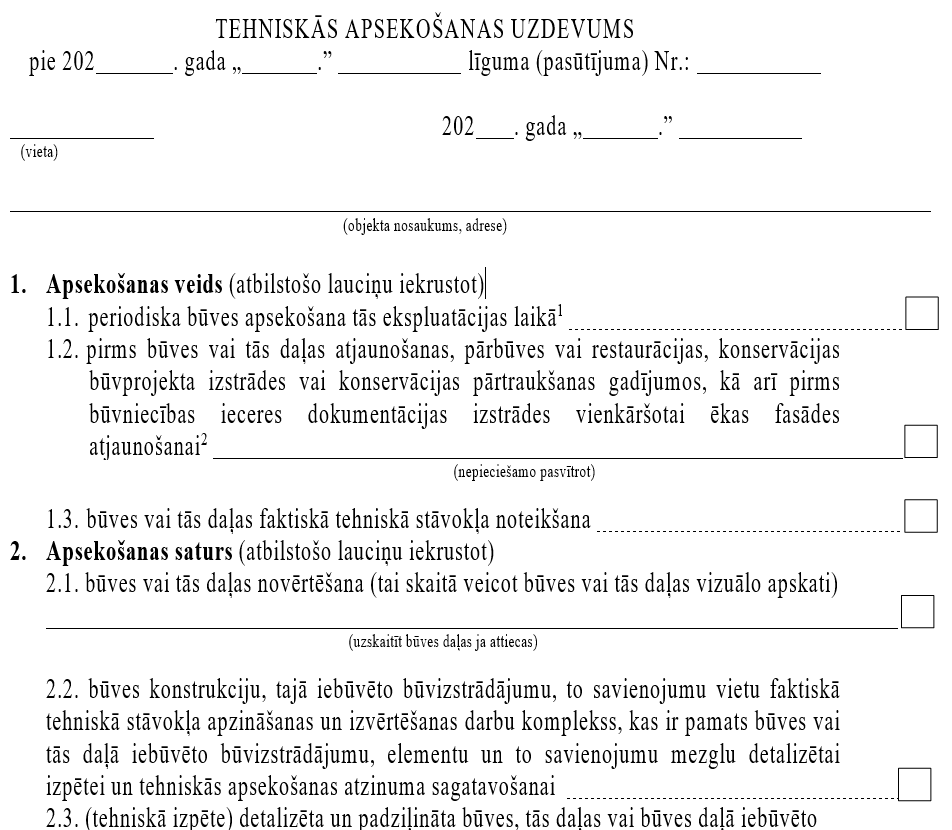 TEHNISKĀS APSEKOŠANAS UZDEVUMS
pie 202______. gada „______.” __________ līguma (pasūtījuma) Nr.: __________
____________ 202___. gada „______.” __________
(vieta)
(objekta nosaukums, adrese)
1. Apsekošanas veids (atbilstošo lauciņu iekrustot)
1.1. periodiska būves apsekošana tās ekspluatācijas laikā¹
1.2. pirms būves vai tās daļas atjaunošanas, pārbūves vai restaurācijas, konservācijas
būvprojekta izstrādes vai konservācijas pārtraukšanas gadījumos, kā arī pirms
būvniecības ieceres dokumentācijas izstrādes vienkāršotai ēkas fasādes
atjaunošanai²
(nepieciešamo pasvītrot)
1.3. būves vai tās daļas faktiskā tehniskā stāvokļa noteikšana
2. Apsekošanas saturs (atbilstošo lauciņu iekrustot)
2.1. būves vai tās daļas novērtēšana (tai skaitā veicot būves vai tās daļas vizuālo apskati)
(uzskaitīt būves daļas ja attiecas)
2.2. būves konstrukciju, tajā iebūvēto būvizstrādājumu, to savienojumu vietu faktiskā
tehniskā stāvokļa apzināšanas un izvērtēšanas darbu komplekss, kas ir pamats būves vai
tās daļā iebūvēto būvizstrādājumu, elementu un to savienojumu mezglu detalizētai
izpētei un tehniskās apsekošanas atzinuma sagatavošanai
2.3. (tehniskā izpēte) detalizēta un padziļināta būves, tās daļas vai būves daļā iebūvēto